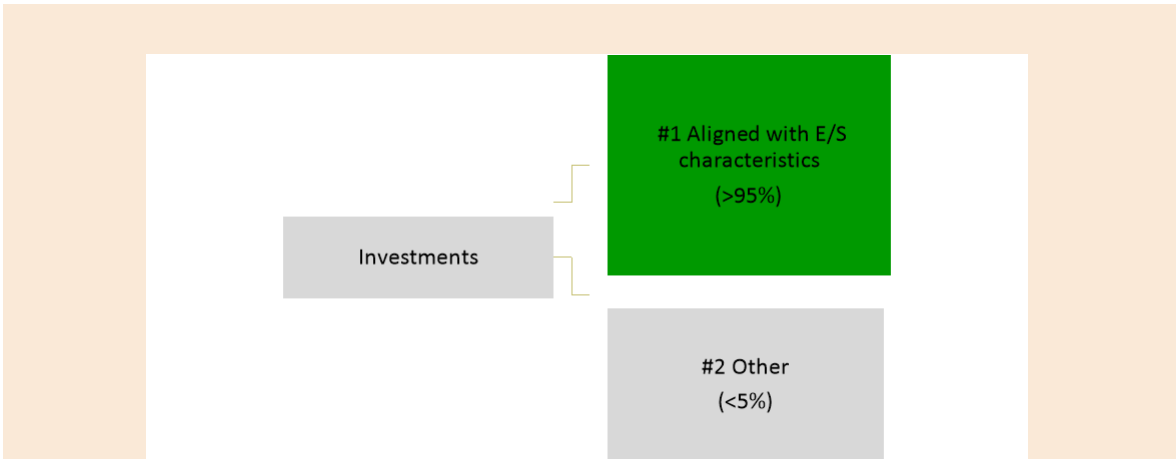 #1 Aligned with E/S
characteristics
(>95%)
Investments
#2 Other
(<5%)